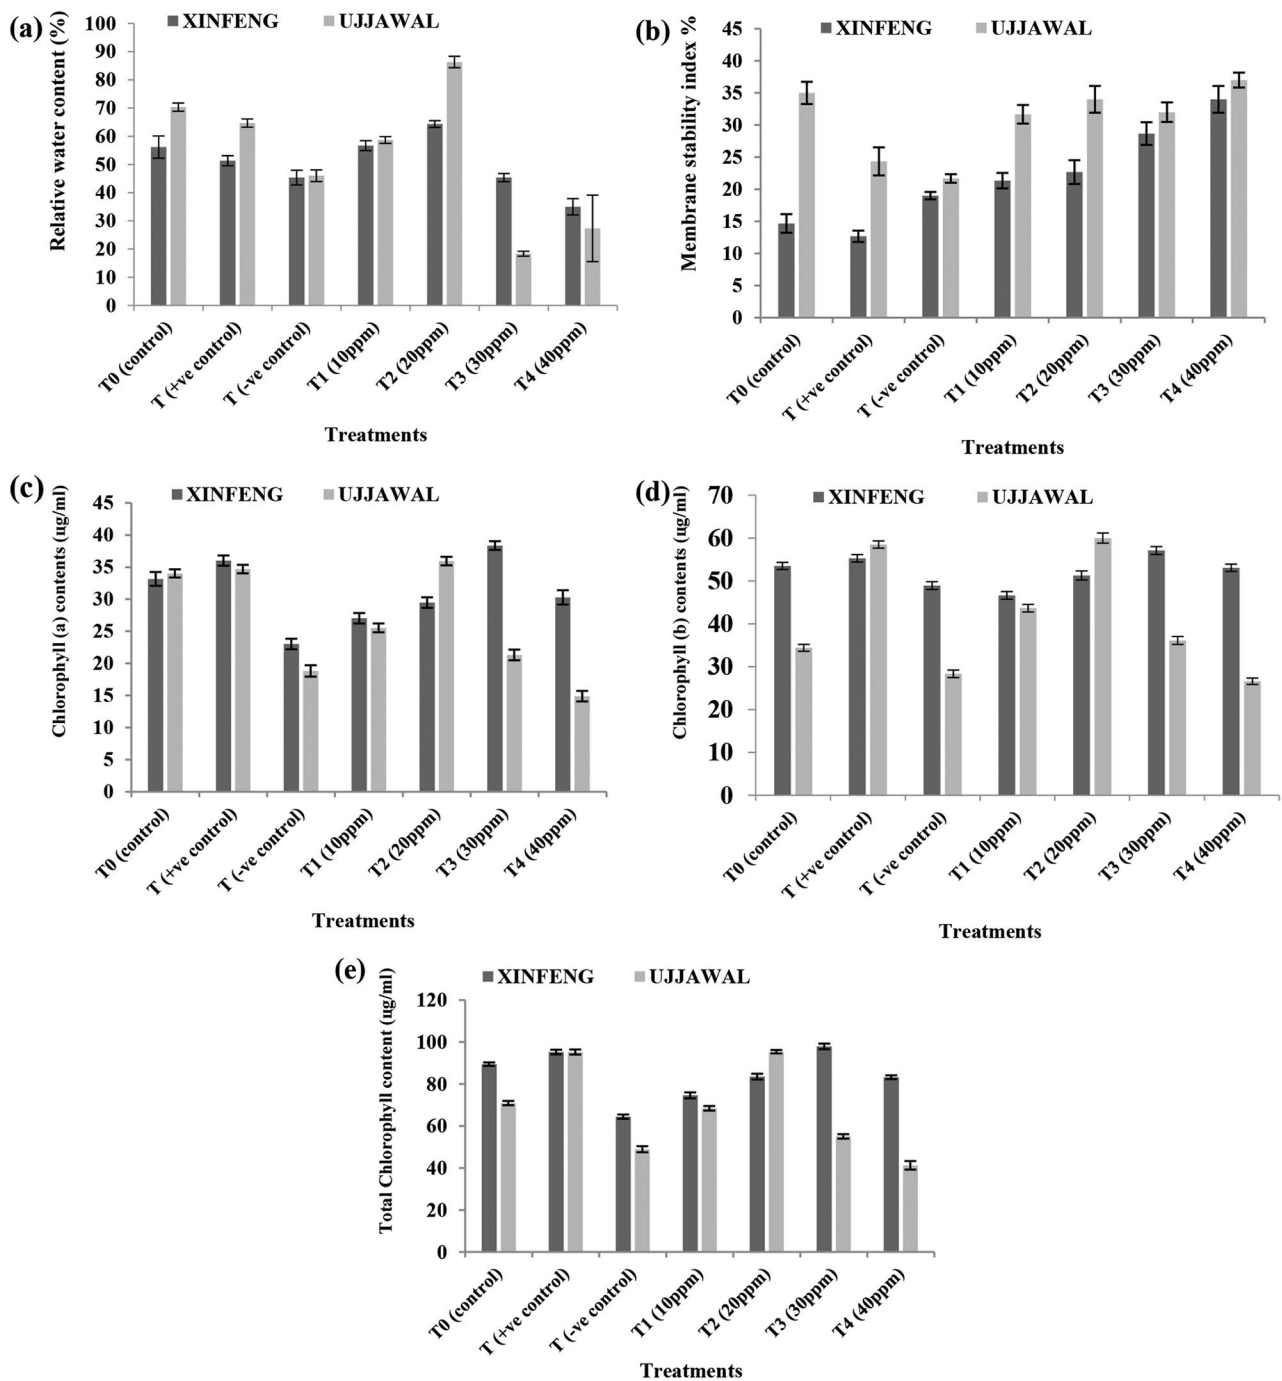 (a)
XINFENG UJJAWAL
Relative water content (%)
100
90
80
70
60
50
40
30
20
10
0
T0 (control)
T (+ve control)
T (-ve control)
T1 (10ppm)
T2 (20ppm)
T3 (30ppm)
T4 (40ppm)
Treatments
(b)
XINFENG UJJAWAL
Membrane stability index %
45
40
35
30
25
20
15
10
5
0
T0 (control)
T (+ve control)
T (-ve control)
T1 (10ppm)
T2 (20ppm)
T3 (30ppm)
T4 (40ppm)
Treatments
(c)
XINFENG UJJAWAL
Chlorophyll (a) contents (ug/ml)
45
40
35
30
25
20
15
10
5
0
T0 (control)
T (+ve control)
T (-ve control)
T1 (10ppm)
T2 (20ppm)
T3 (30ppm)
T4 (40ppm)
Treatments
(d)
XINFENG UJJAWAL
Chlorophyll (b) contents (ug/ml)
70
60
50
40
30
20
10
0
T0 (control)
T (+ve control)
T (-ve control)
T1 (10ppm)
T2 (20ppm)
T3 (30ppm)
T4 (40ppm)
Treatments
(e)
XINFENG UJJAWAL
Total Chlorophyll content (ug/ml)
120
100
80
60
40
20
0
T0 (control)
T (+ve control)
T (-ve control)
T1 (10ppm)
T2 (20ppm)
T3 (30ppm)
T4 (40ppm)
Treatments